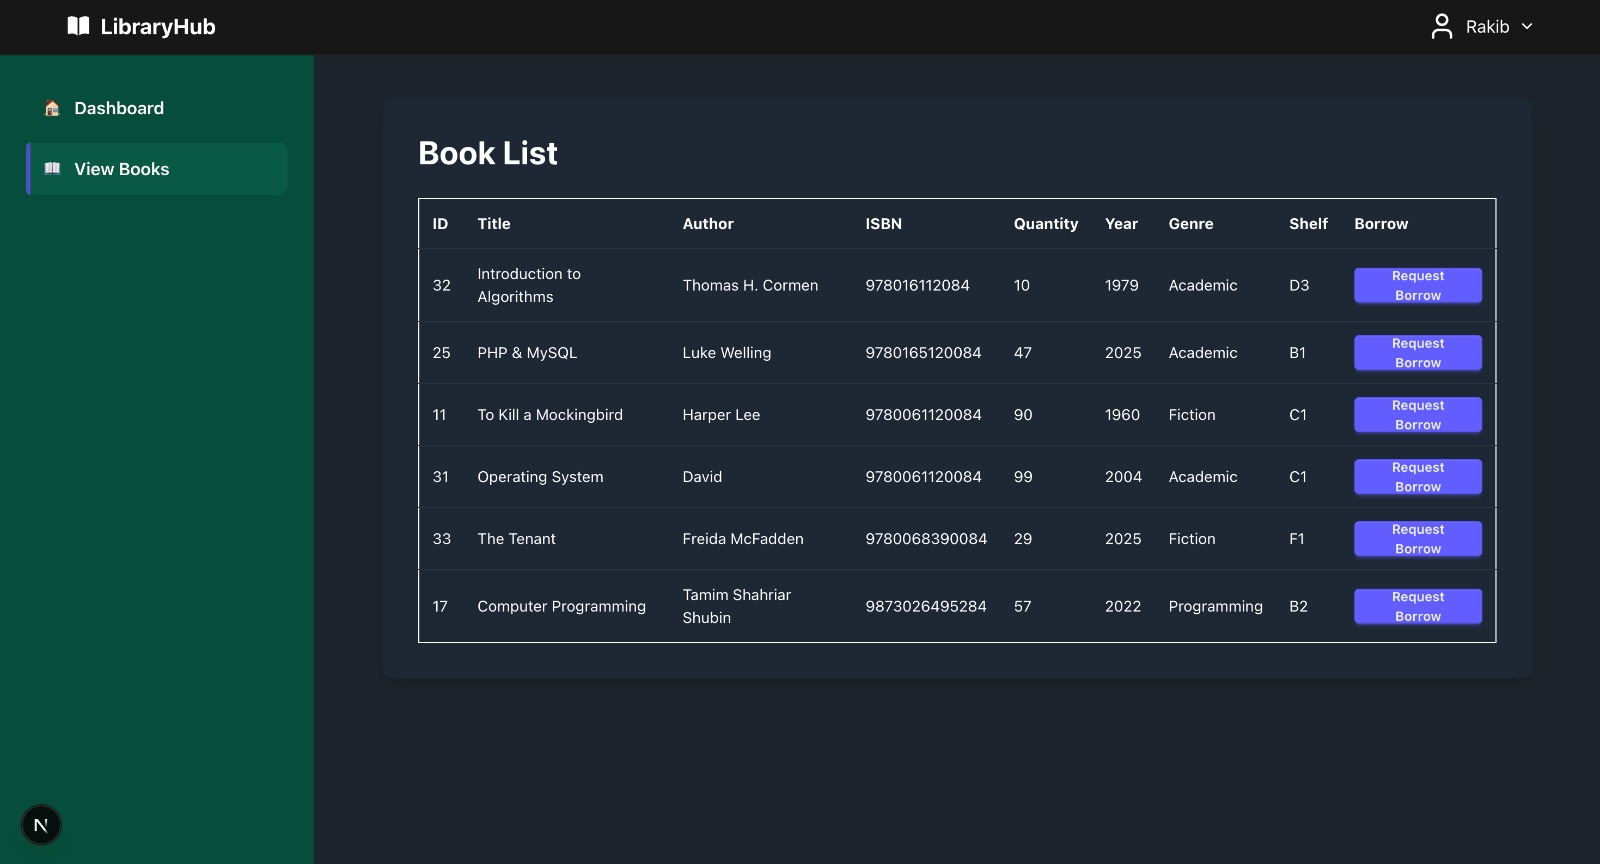 LibraryHub
Rakib
Dashboard
View Books
Book List
ID Title Author ISBN Quantity Year Genre Shelf Borrow
32 Introduction to Algorithms Thomas H. Cormen 978016112084 10 1979 Academic D3 Request Borrow
25 PHP & MySQL Luke Welling 9780165120084 47 2025 Academic B1 Request Borrow
11 To Kill a Mockingbird Harper Lee 9780061120084 90 1960 Fiction C1 Request Borrow
31 Operating System David 9780061120084 99 2004 Academic C1 Request Borrow
33 The Tenant Freida McFadden 9780068390084 29 2025 Fiction F1 Request Borrow
17 Computer Programming Tamim Shahriar Shubin 9873026495284 57 2022 Programming B2 Request Borrow
N